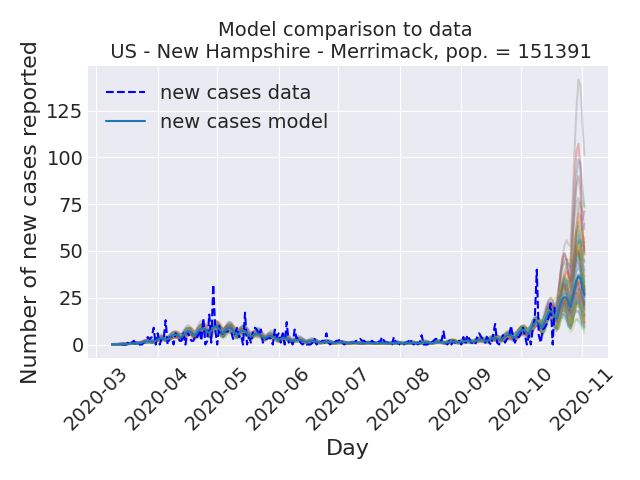 Model comparison to data
US - New Hampshire - Merrimack, pop. = 151391
new cases data
new cases model
Number of new cases reported
125
100
75
50
25
0
2020-03
2020-04
2020-05
2020-06
2020-07
2020-08
2020-09
2020-10
2020-11
Day